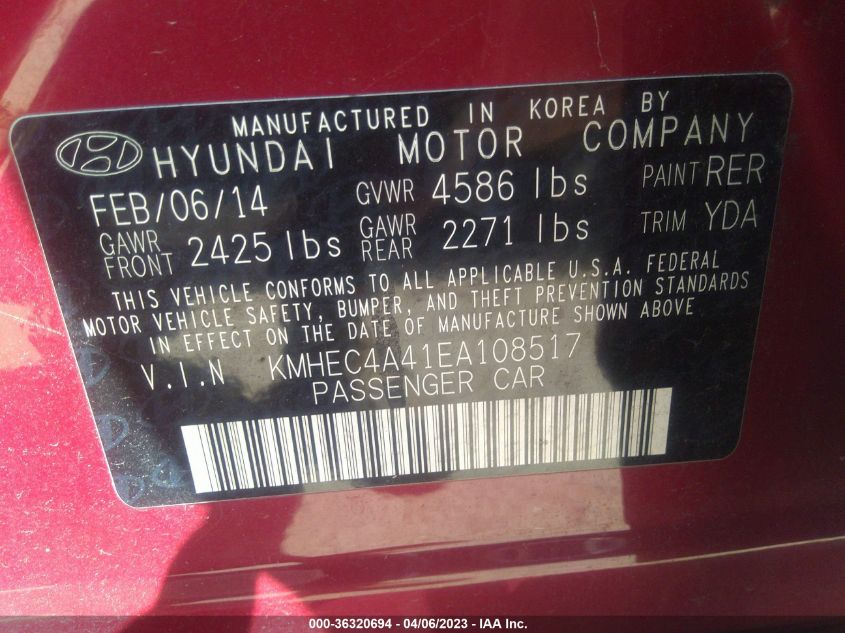 MANUFACTURED IN KOREA BY
HYUNDAI MOTOR COMPANY
FEB/06/14 GVWR 4586 lbs PAINT RER
GAWR FRONT 2425 lbs GAWR REAR 2271 lbs TRIM YDA
THIS VEHICLE CONFORMS TO ALL APPLICABLE U.S.A. FEDERAL
MOTOR VEHICLE SAFETY, BUMPER, AND THEFT PREVENTION STANDARDS
IN EFFECT ON THE DATE OF MANUFACTURE SHOWN ABOVE
V.I.N KMHEC4A41EA108517
PASSENGER CAR
000-36320694 - 04/06/2023 - IAA Inc.